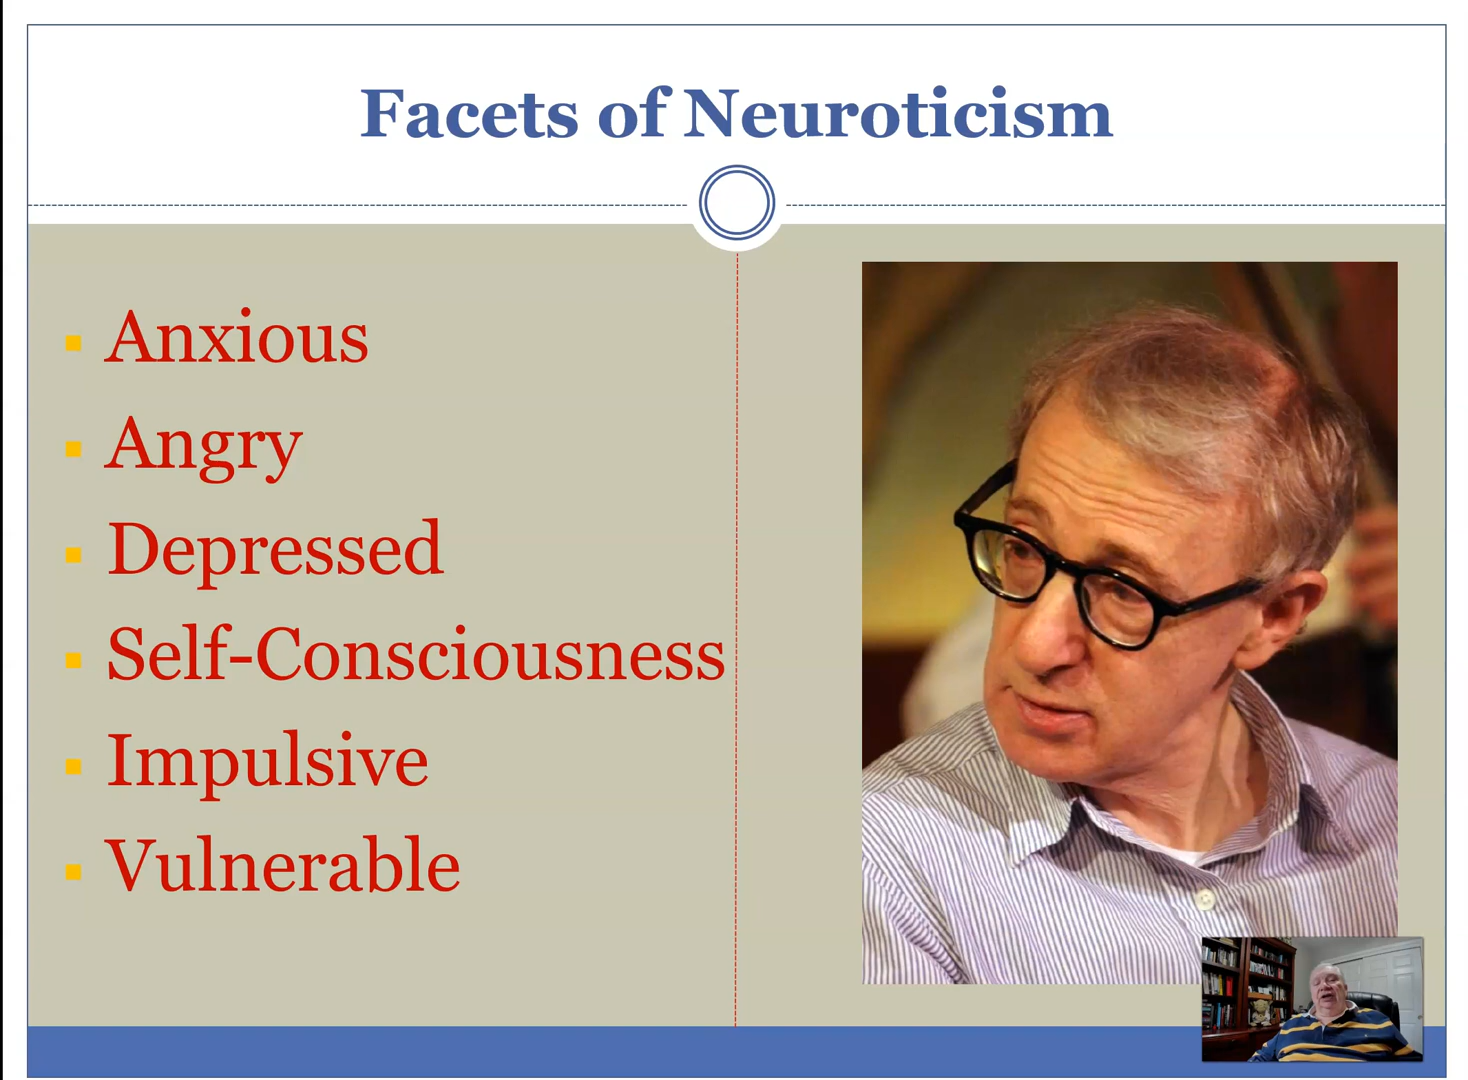 Facets of Neuroticism
Anxious
Angry
Depressed
Self-Consciousness
Impulsive
Vulnerable